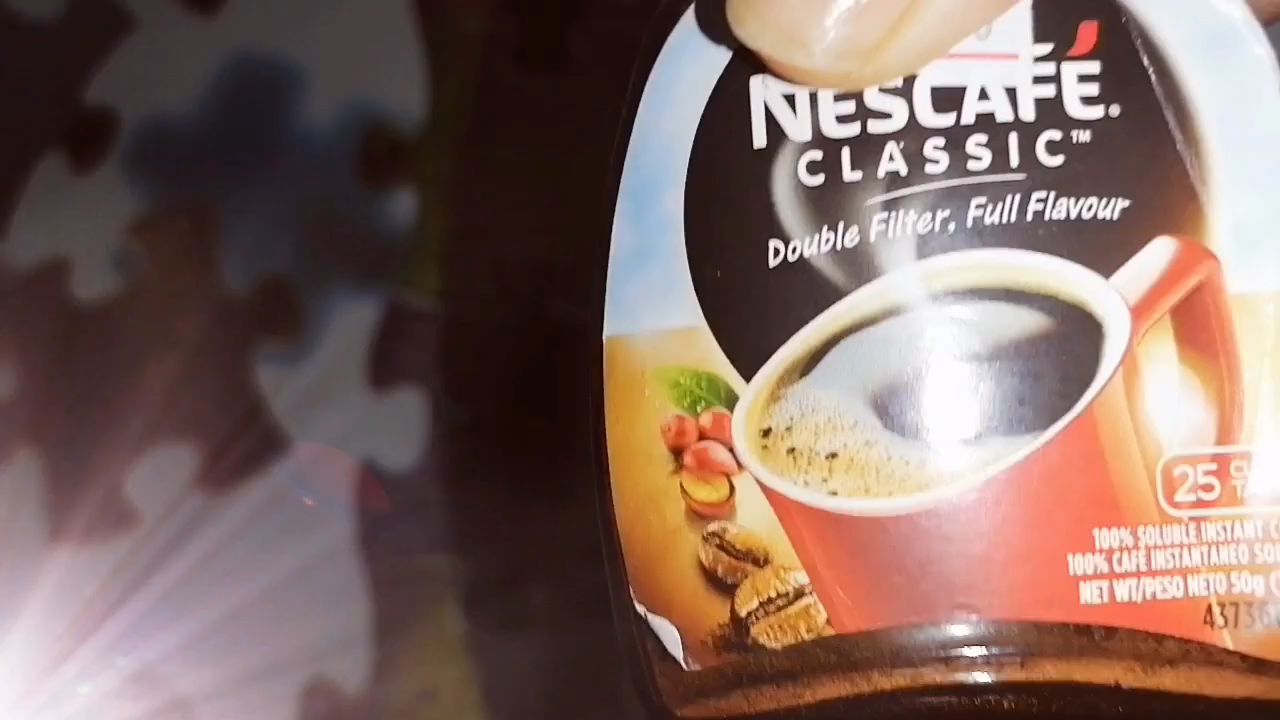 NESCAFÉ.
CLASSIC™
Double Filter, Full Flavour
25
100% SOLUBLE INSTANT
100% CAFÉ INSTANTANEO
NET WT/PESO NETO 50g